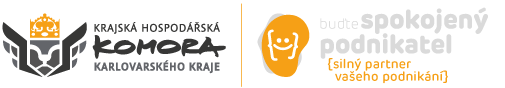 KRAJSKÁ HOSPODÁŘSKÁ
KOMORA
KARLOVARSKÉHO KRAJE
buďte spokojený
podnikatel
{silný partner
vašeho podnikání}